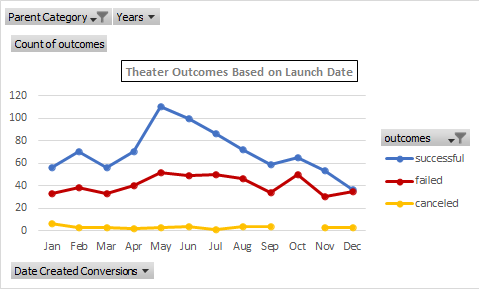 Parent Category Years
Count of outcomes
Theater Outcomes Based on Launch Date
120
100
80
60
40
20
0
Jan Feb Mar Apr May Jun Jul Aug Sep Oct Nov Dec
outcomes
successful
failed
canceled
Date Created Conversions